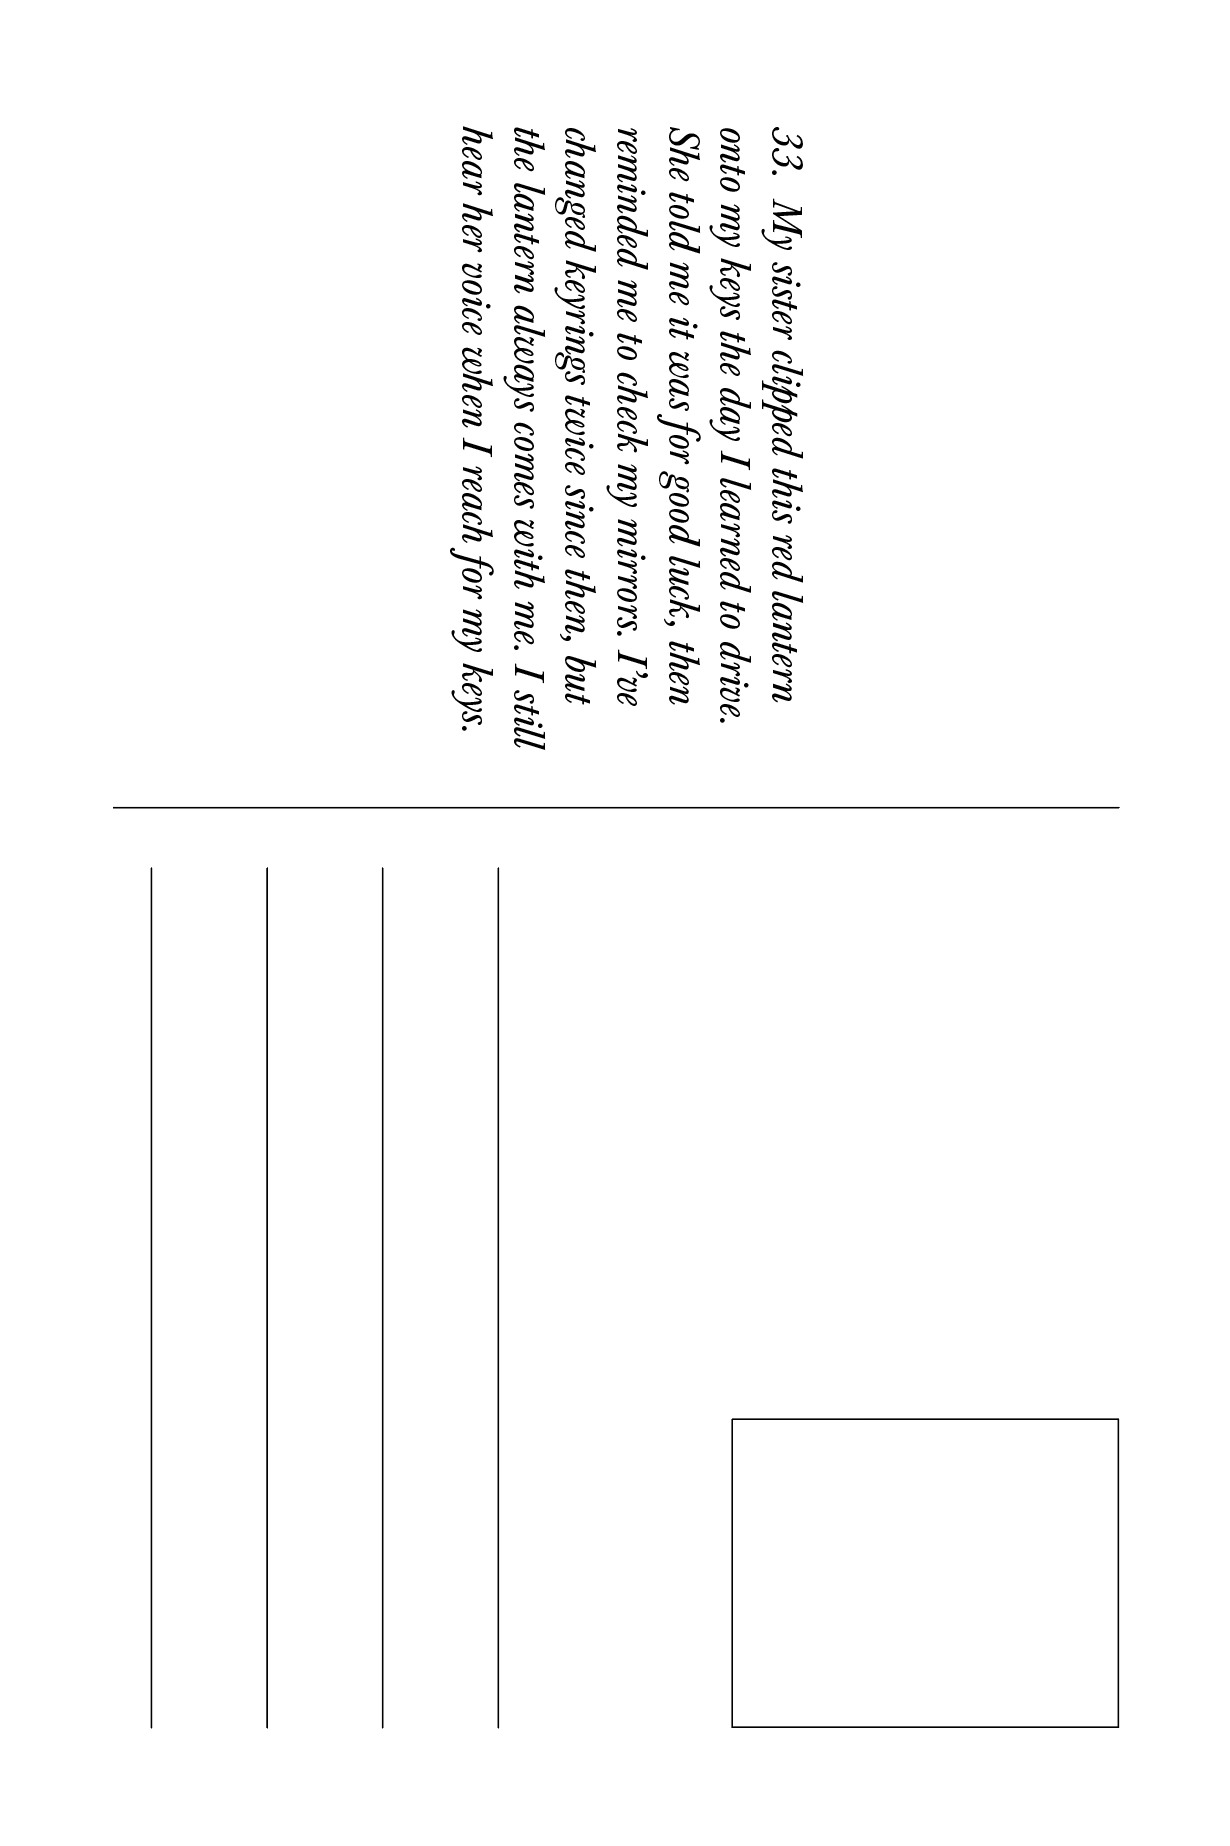 33. My sister clipped this red lantern
onto my keys the day I learned to drive.
She told me it was for good luck, then
reminded me to check my mirrors. I’ve
changed keyrings twice since then, but
the lantern always comes with me. I still
hear her voice when I reach for my keys.